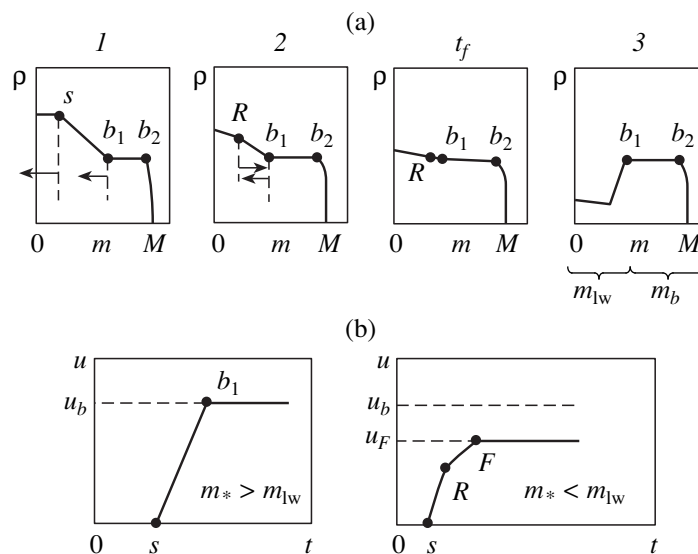 (a)
1 2 t_f 3
ρ s b_1 b_2 ρ R b_1 b_2 ρ R b_1 b_2 ρ b_1 b_2
0 m M 0 m M 0 m M 0 m M
m_lw m_b
(b)
u b_1 u
u_b u_b
u_F F
R
m_* > m_lw m_* < m_lw
0 s t 0 s t